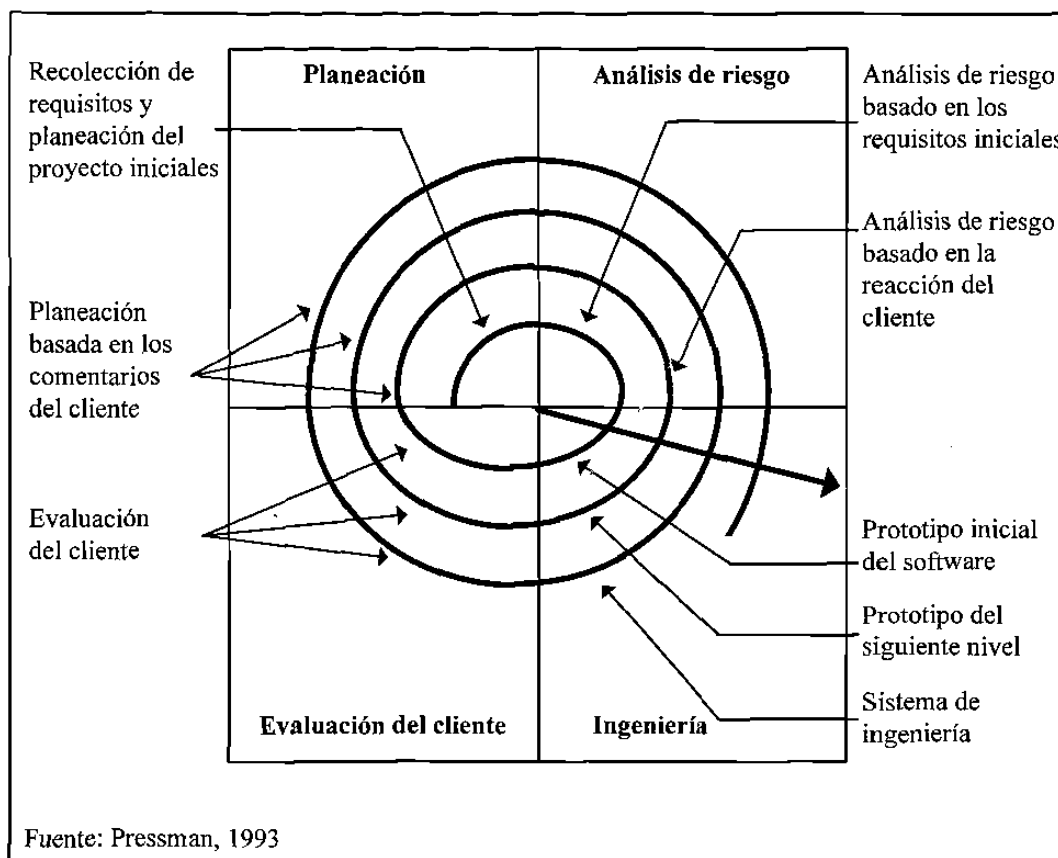 Recolección de
requisitos y
planeación del
proyecto iniciales
Planeación
Análisis de riesgo
Análisis de riesgo
basado en los
requisitos iniciales
Análisis de riesgo
basado en la
reacción del
cliente
Planeación
basada en los
comentarios
del cliente
Evaluación
del cliente
Prototipo inicial
del software
Prototipo del
siguiente nivel
Sistema de
ingeniería
Evaluación del cliente
Ingeniería
Fuente: Pressman, 1993